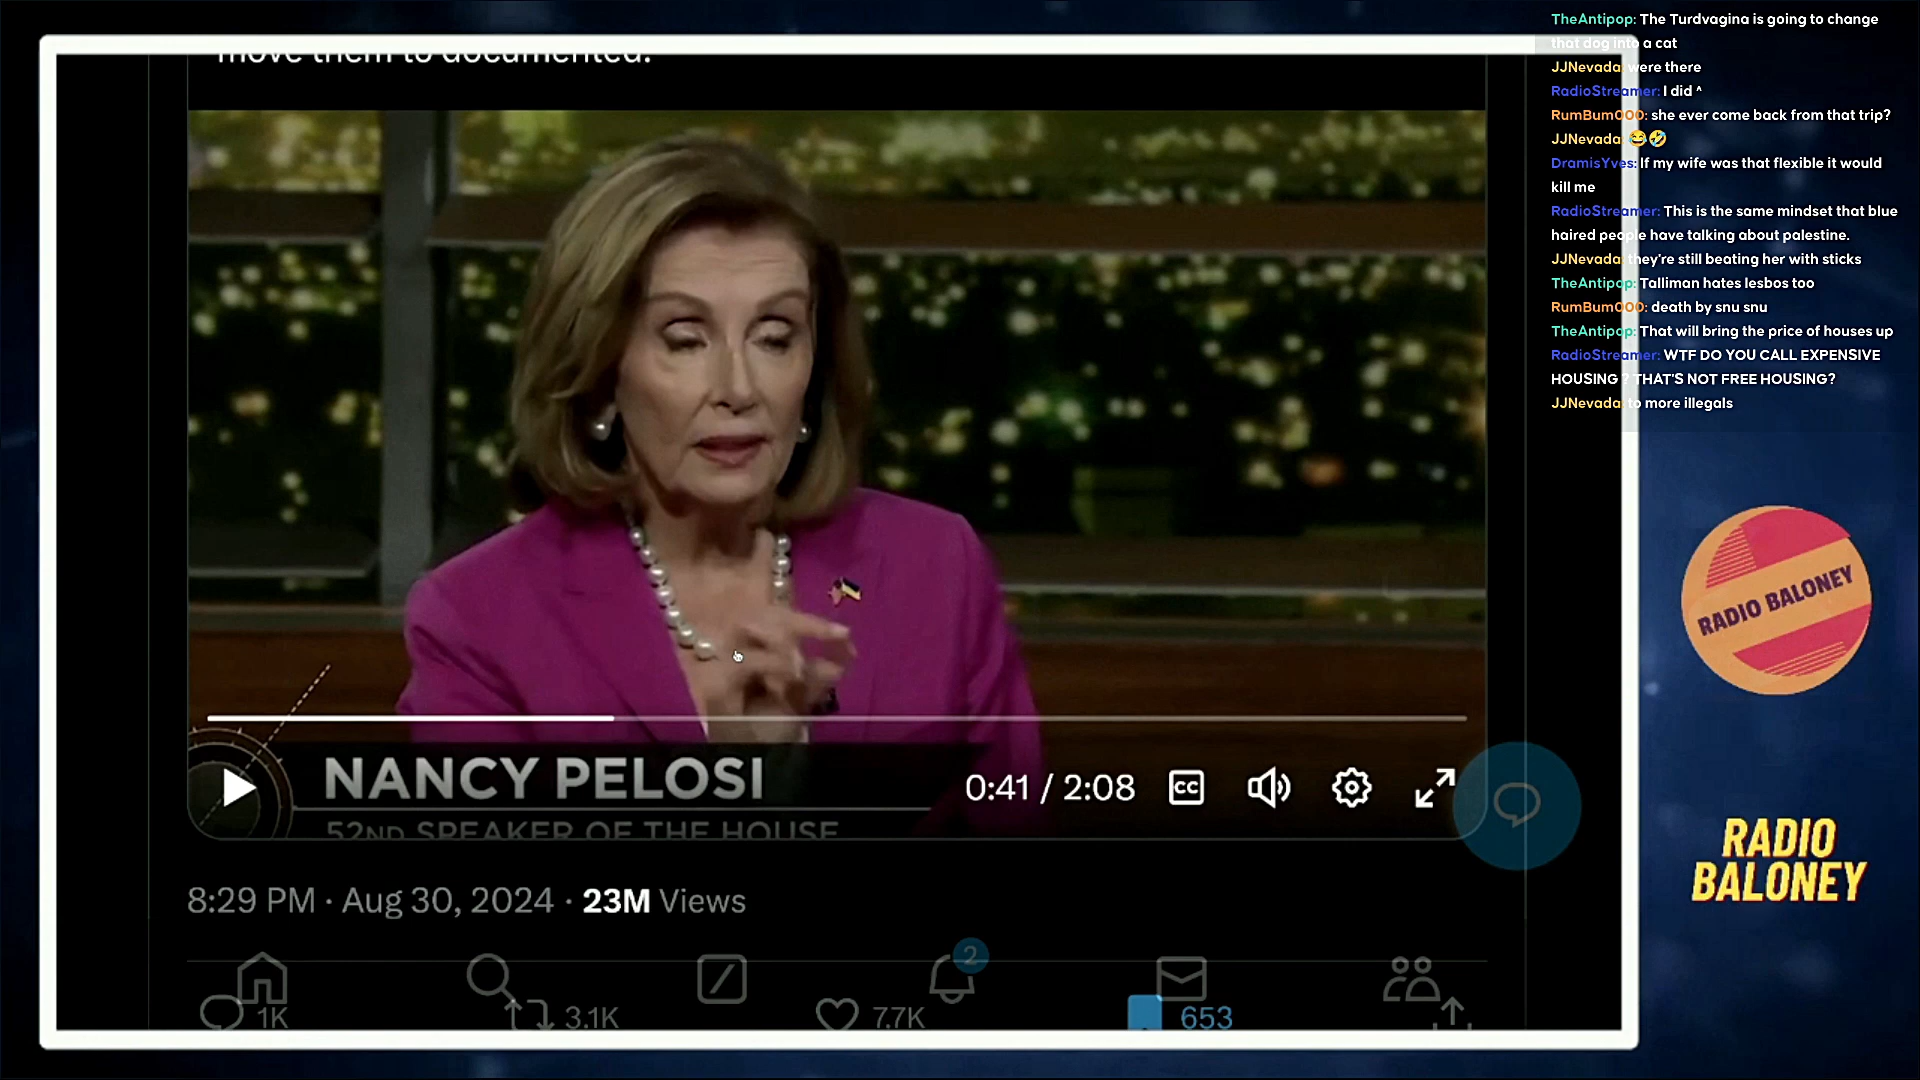 move them to documented.
NANCY PELOSI
52ND SPEAKER OF THE HOUSE
0:41 / 2:08
CC
8:29 PM · Aug 30, 2024 · 23M Views
2
1K
3.1K
7.7K
653
TheAntipop: The Turdvagina is going to change
that dog into a cat
JJNevada: were there
RadioStreamer: I did ^
RumBum000: she ever come back from that trip?
JJNevada: 😂🤣
DramisYves: If my wife was that flexible it would
kill me
RadioStreamer: This is the same mindset that blue
haired people have talking about palestine.
JJNevada: they're still beating her with sticks
TheAntipop: Talliman hates lesbos too
RumBum000: death by snu snu
TheAntipop: That will bring the price of houses up
RadioStreamer: WTF DO YOU CALL EXPENSIVE
HOUSING ? THAT'S NOT FREE HOUSING?
JJNevada: to more illegals
RADIO BALONEY
RADIO
BALONEY